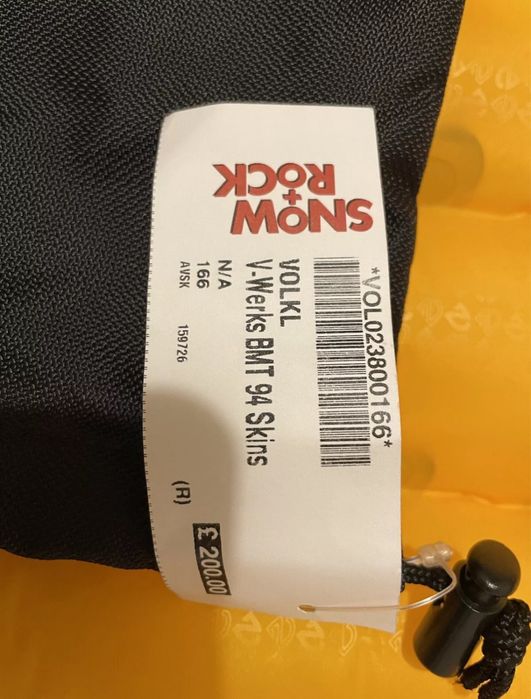 SNOW
+
ROCK
*VOL023800166*
VOLKL
V-Werks BMT 94 Skins
N/A
166
AVSK 159726
(R)
£ 200.00